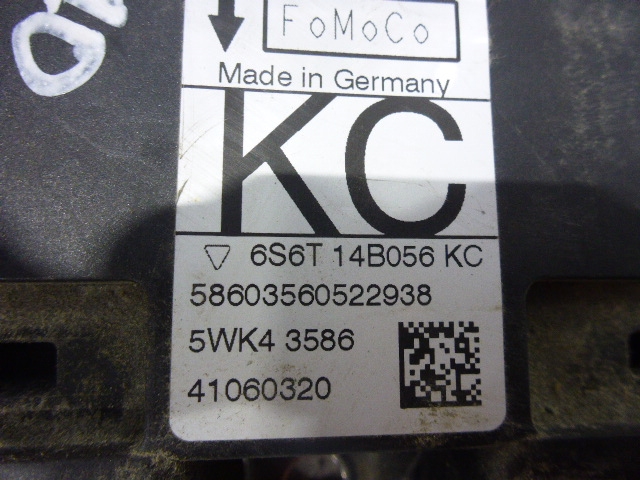 FoMoCo
Made in Germany
KC
6S6T 14B056 KC
58603560522938
5WK4 3586
41060320